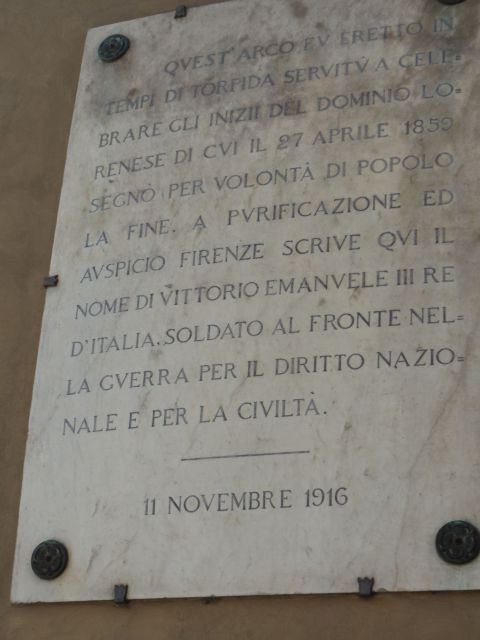 QVEST'ARCO FV ERETTO IN
TEMPI DI TORPIDA SERVITV A CELE=
BRARE GLI INIZII DEL DOMINIO LO=
RENESE DI CVI IL 27 APRILE 1859
SEGNÒ PER VOLONTÀ DI POPOLO
LA FINE. A PVRIFICAZIONE ED
AVSPICIO FIRENZE SCRIVE QVI IL
NOME DI VITTORIO EMANVELE III RE
D'ITALIA. SOLDATO AL FRONTE NEL=
LA GVERRA PER IL DIRITTO NAZIO=
NALE E PER LA CIVILTÀ.
11 NOVEMBRE 1916